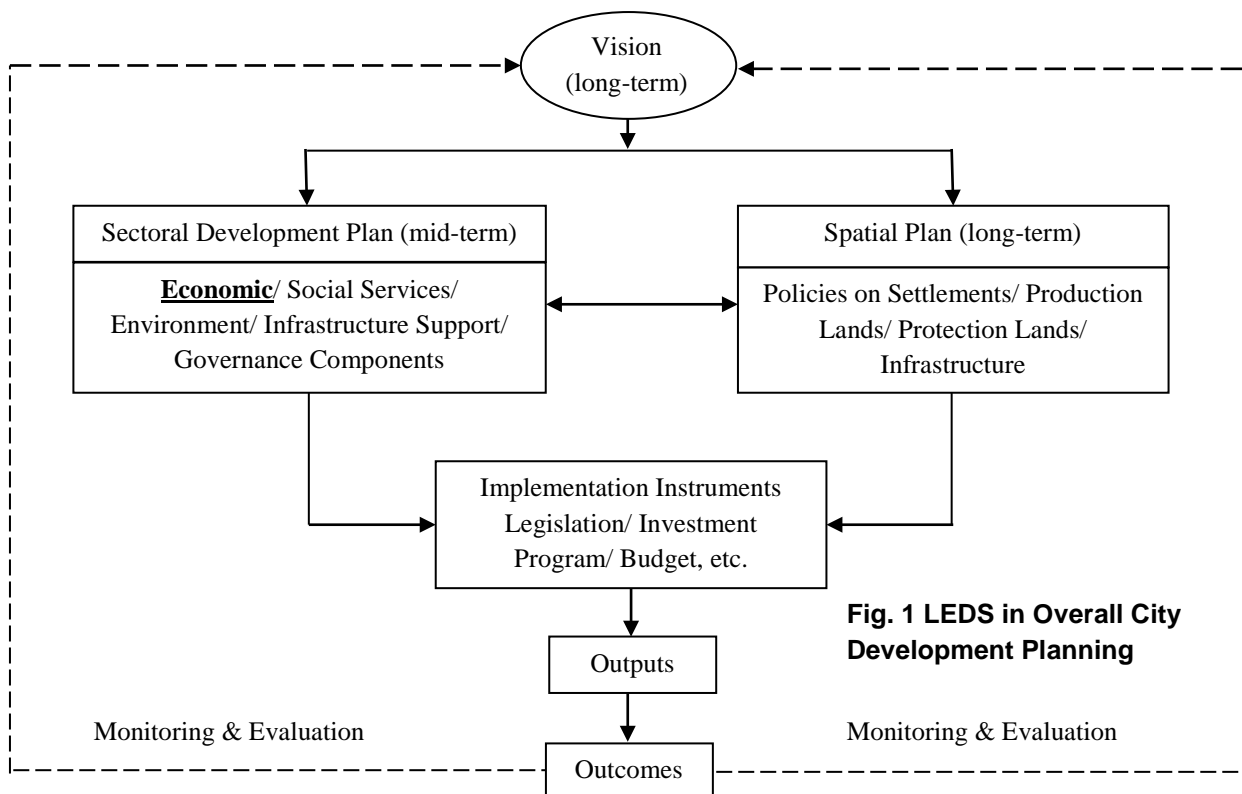 Vision
(long-term)
Sectoral Development Plan (mid-term)
Economic/ Social Services/
Environment/ Infrastructure Support/
Governance Components
Spatial Plan (long-term)
Policies on Settlements/ Production
Lands/ Protection Lands/
Infrastructure
Implementation Instruments
Legislation/ Investment
Program/ Budget, etc.
Fig. 1 LEDS in Overall City
Development Planning
Outputs
Monitoring & Evaluation
Monitoring & Evaluation
Outcomes